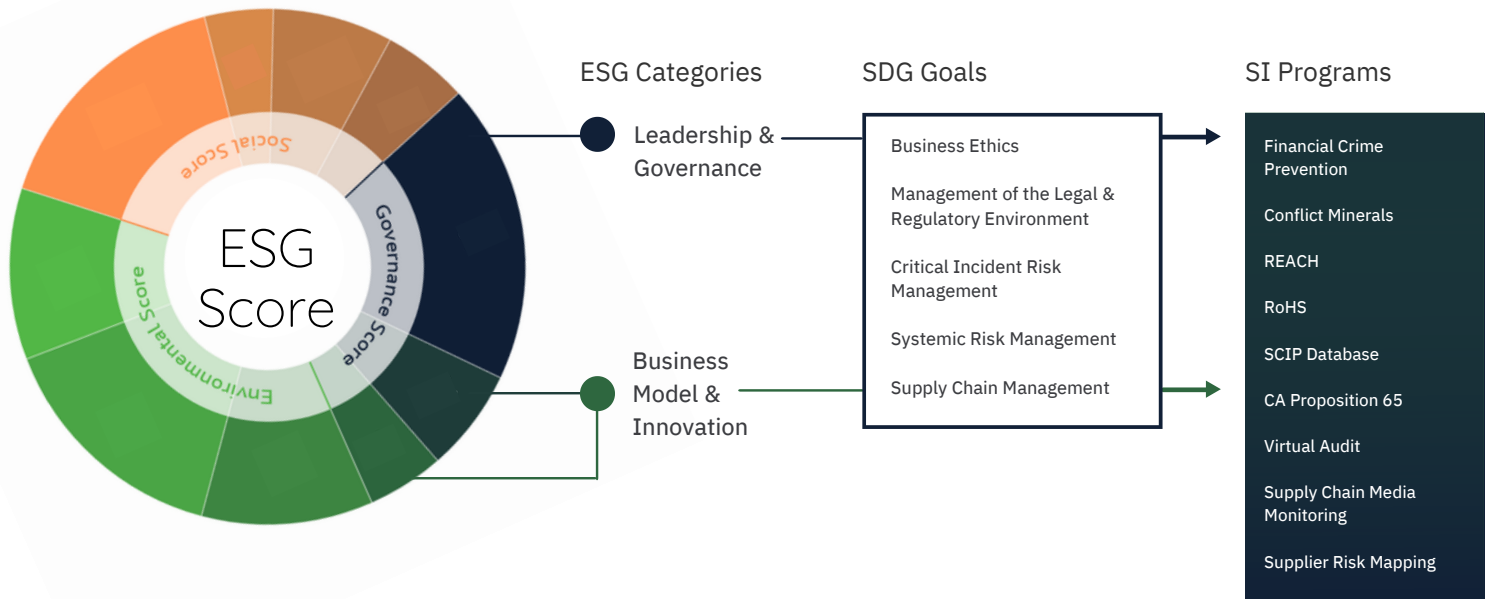 ESG
Score
Social Score
Governance Score
Environmental Score
ESG Categories
Leadership &
Governance
Business
Model &
Innovation
SDG Goals
Business Ethics
Management of the Legal &
Regulatory Environment
Critical Incident Risk
Management
Systemic Risk Management
Supply Chain Management
SI Programs
Financial Crime
Prevention
Conflict Minerals
REACH
RoHS
SCIP Database
CA Proposition 65
Virtual Audit
Supply Chain Media
Monitoring
Supplier Risk Mapping